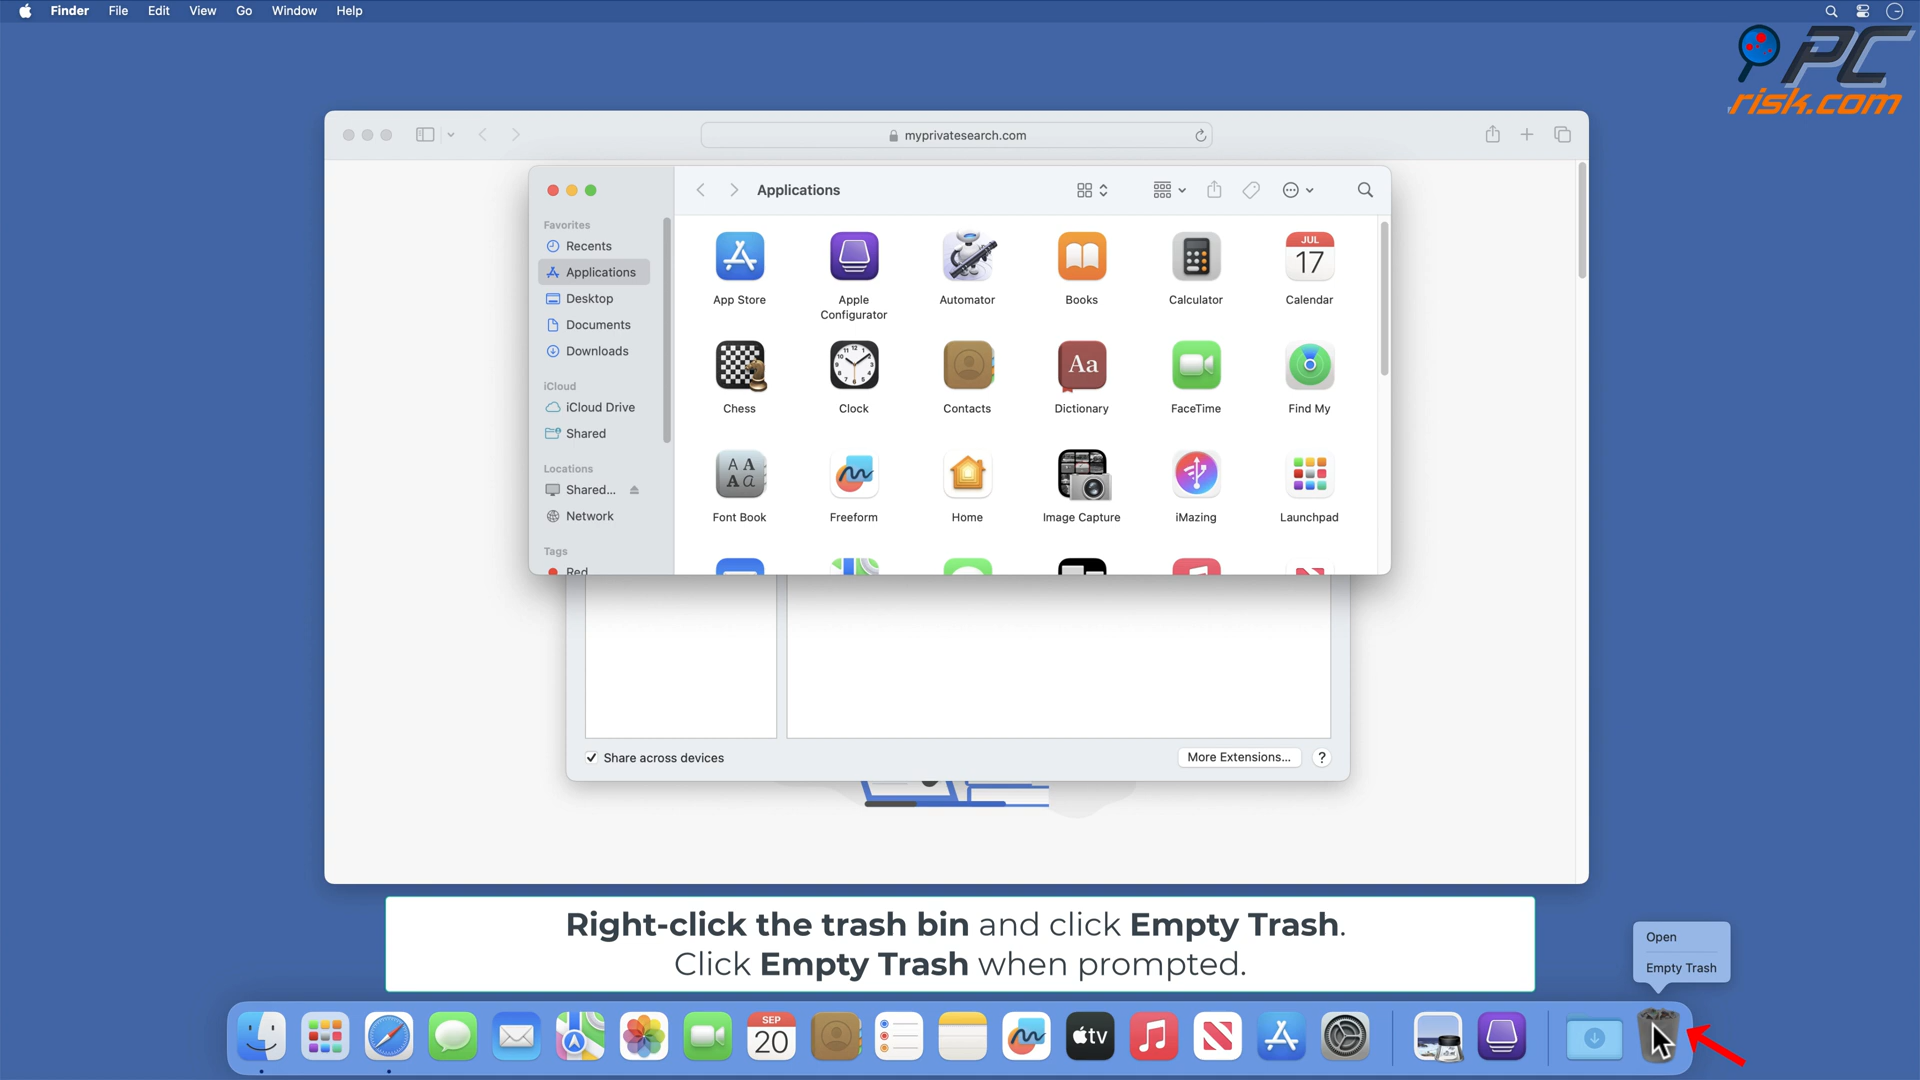 Finder File Edit View Go Window Help
PC
risk.com
myprivatesearch.com
Applications
Favorites
Recents
Applications
Desktop
Documents
Downloads
iCloud
iCloud Drive
Shared
Locations
Shared...
Network
Tags
Red
JUL
17
App Store
Apple
Configurator
Automator
Books
Calculator
Calendar
Aa
Chess
Clock
Contacts
Dictionary
FaceTime
Find My
A A
A a
Font Book
Freeform
Home
Image Capture
iMazing
Launchpad
Share across devices
More Extensions...
?
Right-click the trash bin and click Empty Trash.
Click Empty Trash when prompted.
Open
Empty Trash
SEP
20
tv